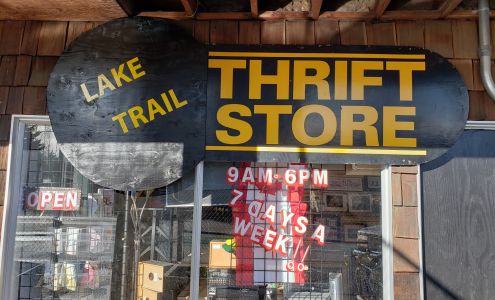 LAKE
TRAIL
THRIFT
STORE
9AM-6PM
7 DAYS A
WEEK!!
OPEN